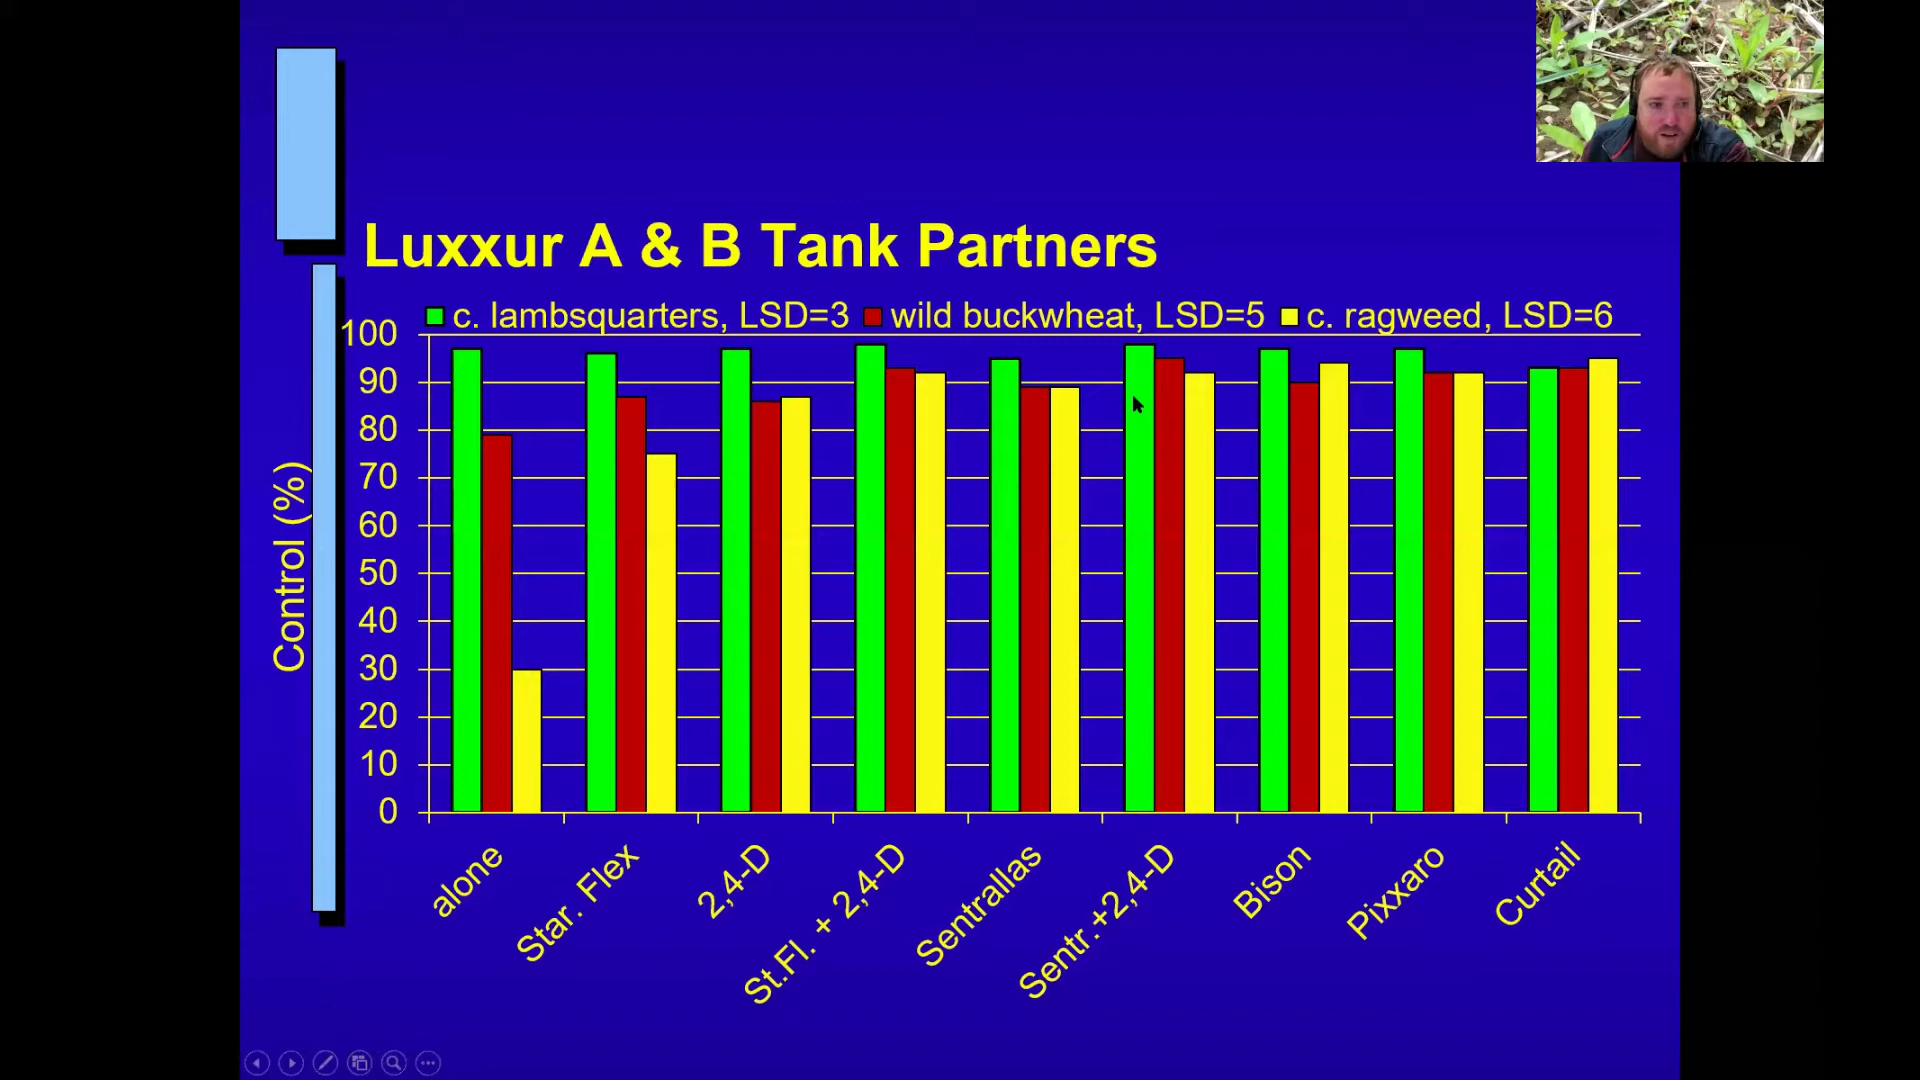 Luxxur A & B Tank Partners
c. lambsquarters, LSD=3 wild buckwheat, LSD=5 c. ragweed, LSD=6
100
90
80
70
60
50
40
30
20
10
0
Control (%)
alone
Star. Flex
2,4-D
St.Fl. + 2,4-D
Sentrallas
Sentr.+2,4-D
Bison
Pixxaro
Curtail